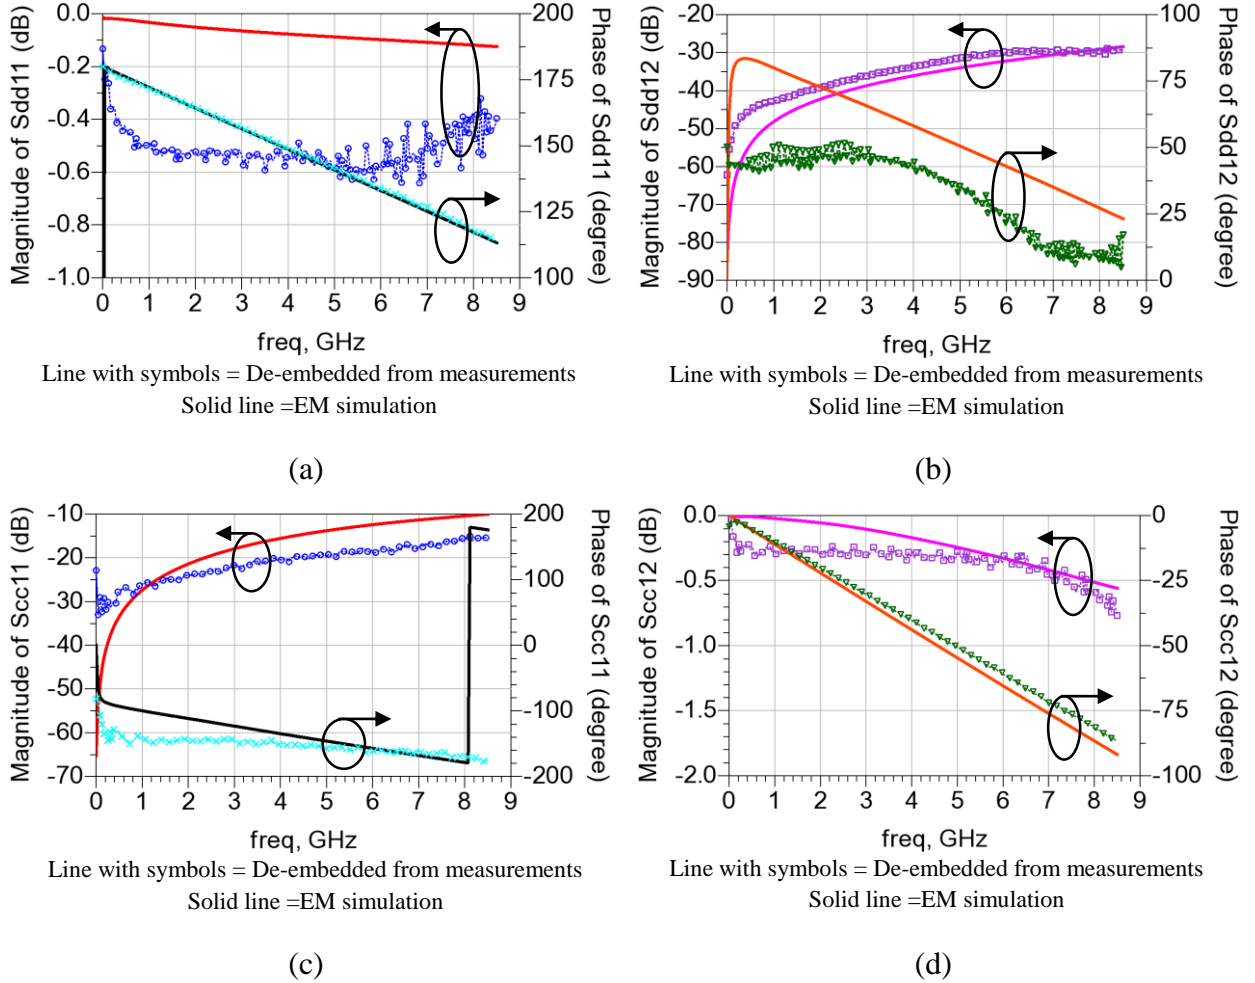 0.0
-0.2
-0.4
-0.6
-0.8
-1.0
Magnitude of Sdd11 (dB)
200
175
150
125
100
Phase of Sdd11 (degree)
0 1 2 3 4 5 6 7 8 9
freq, GHz
Line with symbols = De-embedded from measurements
Solid line =EM simulation
(a)
-20
-30
-40
-50
-60
-70
-80
-90
Magnitude of Sdd12 (dB)
100
75
50
25
0
Phase of Sdd12 (degree)
0 1 2 3 4 5 6 7 8 9
freq, GHz
Line with symbols = De-embedded from measurements
Solid line =EM simulation
(b)
-10
-20
-30
-40
-50
-60
-70
Magnitude of Scc11 (dB)
200
100
0
-100
-200
Phase of Scc11 (degree)
0 1 2 3 4 5 6 7 8 9
freq, GHz
Line with symbols = De-embedded from measurements
Solid line =EM simulation
(c)
0.0
-0.5
-1.0
-1.5
-2.0
Magnitude of Scc12 (dB)
0
-25
-50
-75
-100
Phase of Scc12 (degree)
0 1 2 3 4 5 6 7 8 9
freq, GHz
Line with symbols = De-embedded from measurements
Solid line =EM simulation
(d)